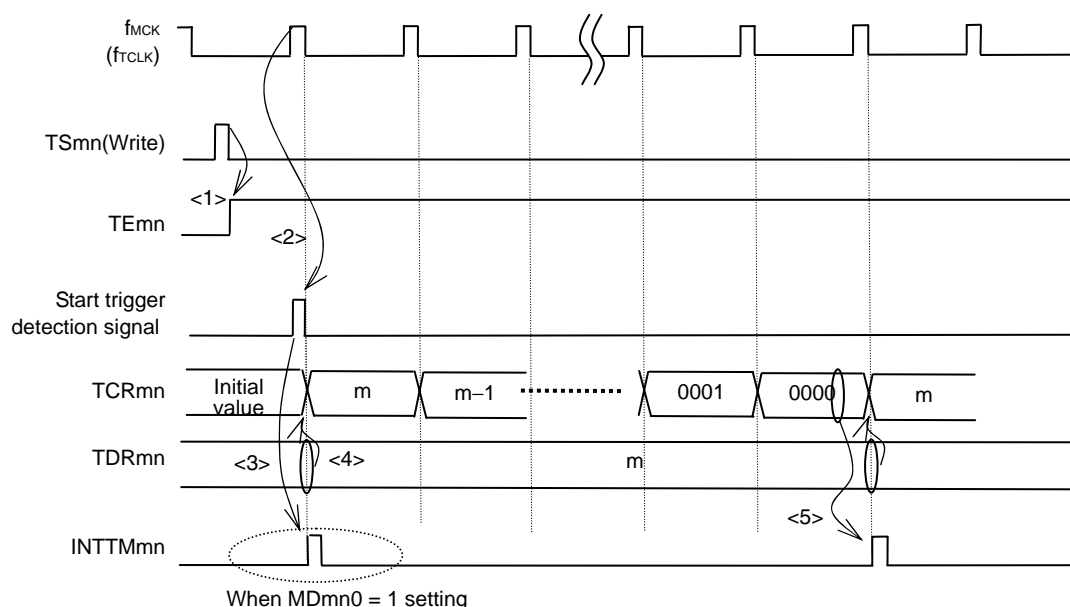 fMCK
(fTCLK)
TSmn(Write)
<1>
TEmn
<2>
Start trigger
detection signal
TCRmn
Initial
value
m
m−1
0001
0000
m
TDRmn
<3>
<4>
m
<5>
INTTMmn
When MDmn0 = 1 setting